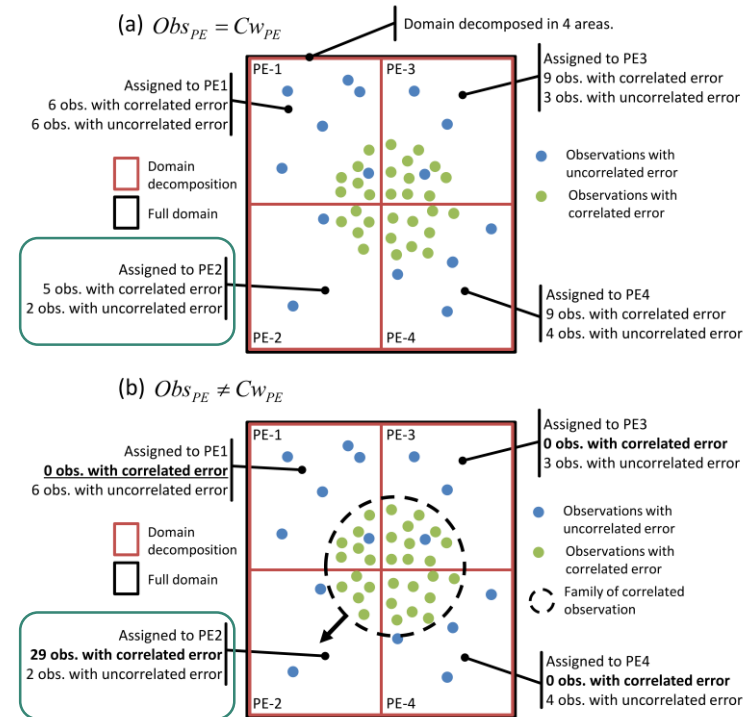 (a) Obs_PE = Cw_PE
Domain decomposed in 4 areas.
PE-1
PE-3
Assigned to PE1
6 obs. with correlated error
6 obs. with uncorrelated error
Assigned to PE3
9 obs. with correlated error
3 obs. with uncorrelated error
Domain
decomposition
Full domain
Observations with
uncorrelated error
Observations with
correlated error
Assigned to PE2
5 obs. with correlated error
2 obs. with uncorrelated error
Assigned to PE4
9 obs. with correlated error
4 obs. with uncorrelated error
PE-2
PE-4
(b) Obs_PE ≠ Cw_PE
PE-1
PE-3
Assigned to PE1
0 obs. with correlated error
6 obs. with uncorrelated error
Assigned to PE3
0 obs. with correlated error
3 obs. with uncorrelated error
Domain
decomposition
Full domain
Observations with
uncorrelated error
Observations with
correlated error
Family of correlated
observation
Assigned to PE2
29 obs. with correlated error
2 obs. with uncorrelated error
Assigned to PE4
0 obs. with correlated error
4 obs. with uncorrelated error
PE-2
PE-4